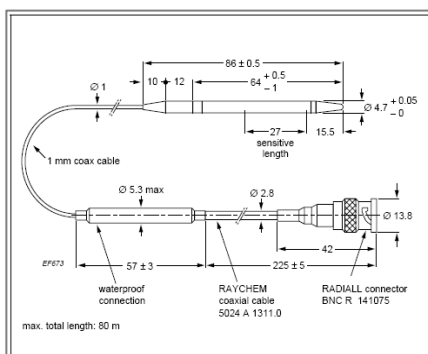 86 ± 0.5
10
12
64 + 0.5
− 1
Ø 1
Ø 4.7 + 0.05
− 0
27
sensitive
length
15.5
1 mm coax cable
Ø 5.3 max
Ø 2.8
Ø 13.8
42
EF673
57 ± 3
225 ± 5
waterproof
connection
RAYCHEM
coaxial cable
5024 A 1311.0
RADIALL connector
BNC R 141075
max. total length: 80 m